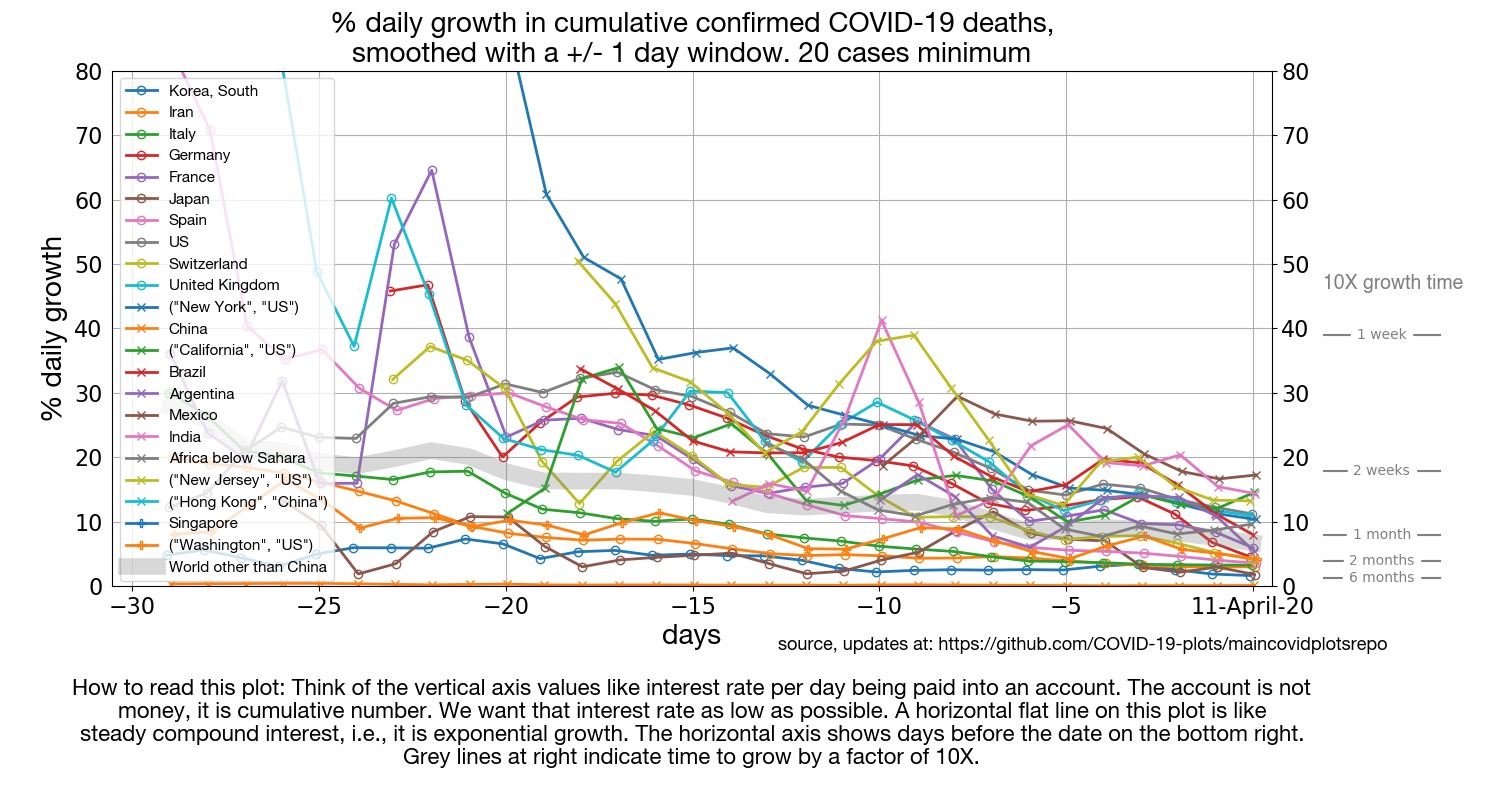 % daily growth in cumulative confirmed COVID-19 deaths,
smoothed with a +/- 1 day window. 20 cases minimum
80
70
60
50
40
30
20
10
0
% daily growth
Korea, South
Iran
Italy
Germany
France
Japan
Spain
US
Switzerland
United Kingdom
("New York", "US")
China
("California", "US")
Brazil
Argentina
Mexico
India
Africa below Sahara
("New Jersey", "US")
("Hong Kong", "China")
Singapore
("Washington", "US")
World other than China
80
70
60
50
40
30
20
10
0
10X growth time
1 week
2 weeks
1 month
2 months
6 months
−30 −25 −20 −15 −10 −5 11-April-20
days
source, updates at: https://github.com/COVID-19-plots/maincovidplotsrepo
How to read this plot: Think of the vertical axis values like interest rate per day being paid into an account. The account is not
money, it is cumulative number. We want that interest rate as low as possible. A horizontal flat line on this plot is like
steady compound interest, i.e., it is exponential growth. The horizontal axis shows days before the date on the bottom right.
Grey lines at right indicate time to grow by a factor of 10X.